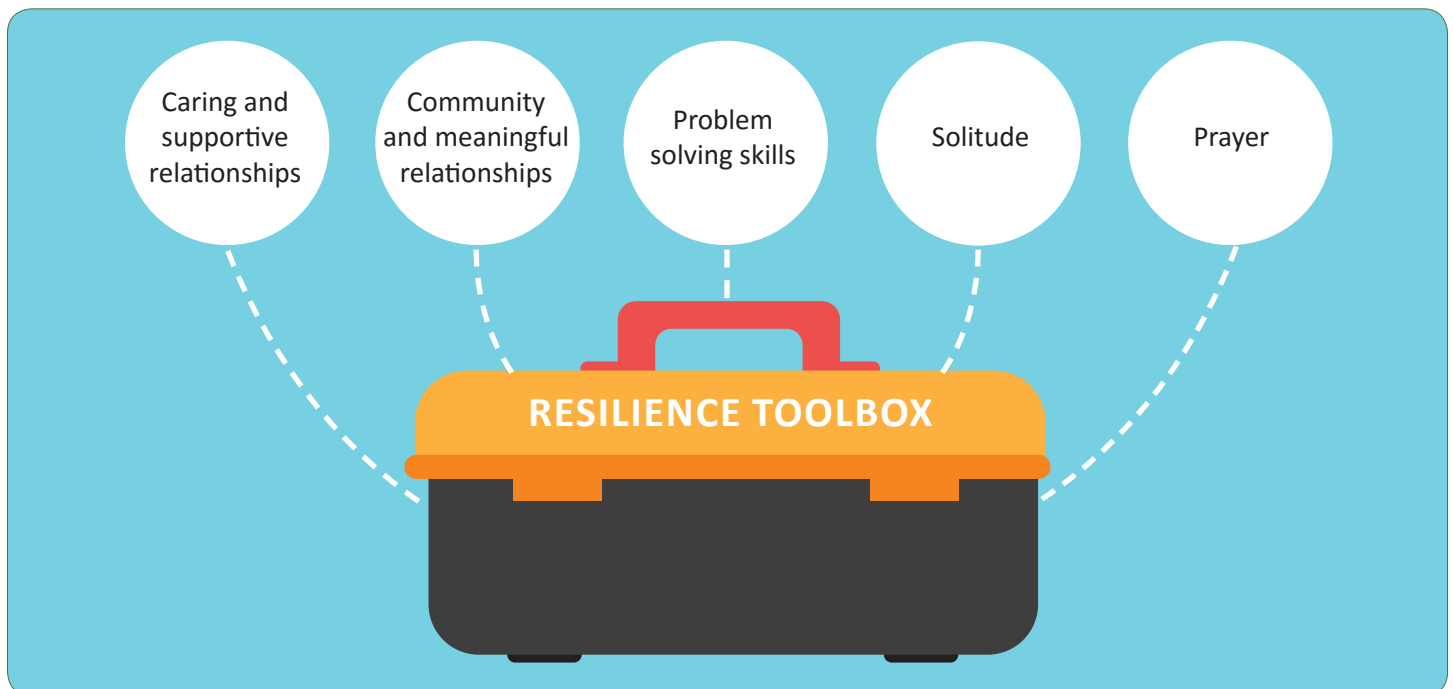 Caring and
supportive
relationships
Community
and meaningful
relationships
Problem
solving skills
Solitude
Prayer
RESILIENCE TOOLBOX